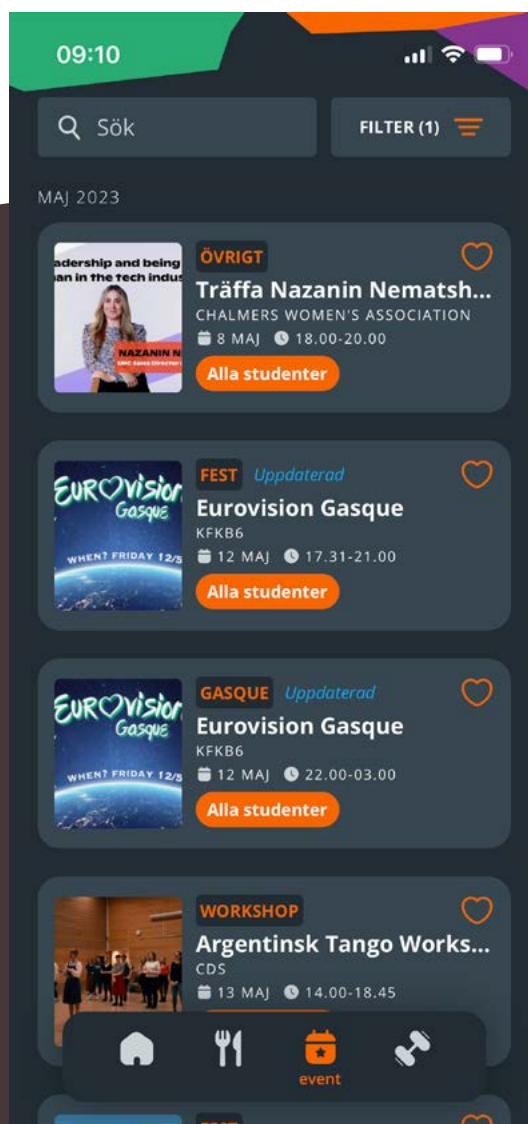 09:10
Sök
FILTER (1)
MAJ 2023
adership and being
an in the tech indus
NAZANIN N
ÖVRIGT
Träffa Nazanin Nematsh...
CHALMERS WOMEN'S ASSOCIATION
8 MAJ 18.00-20.00
Alla studenter
EUROVISION
Gasque
WHEN? FRIDAY 12/5
FEST Uppdaterad
Eurovision Gasque
KFKB6
12 MAJ 17.31-21.00
Alla studenter
EUROVISION
Gasque
WHEN? FRIDAY 12/5
GASQUE Uppdaterad
Eurovision Gasque
KFKB6
12 MAJ 22.00-03.00
Alla studenter
WORKSHOP
Argentinsk Tango Works...
CDS
13 MAJ 14.00-18.45
event
FEST